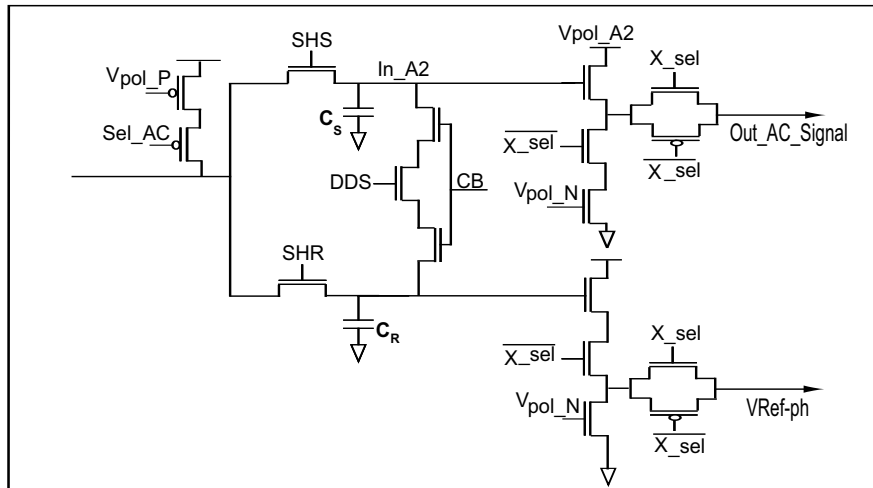 SHS
Vpol_A2
Vpol_P
In_A2
X_sel
Cs
Sel_AC
Out_AC_Signal
X_sel
X_sel
DDS
CB
Vpol_N
SHR
CR
X_sel
X_sel
Vpol_N
VRef-ph
X_sel